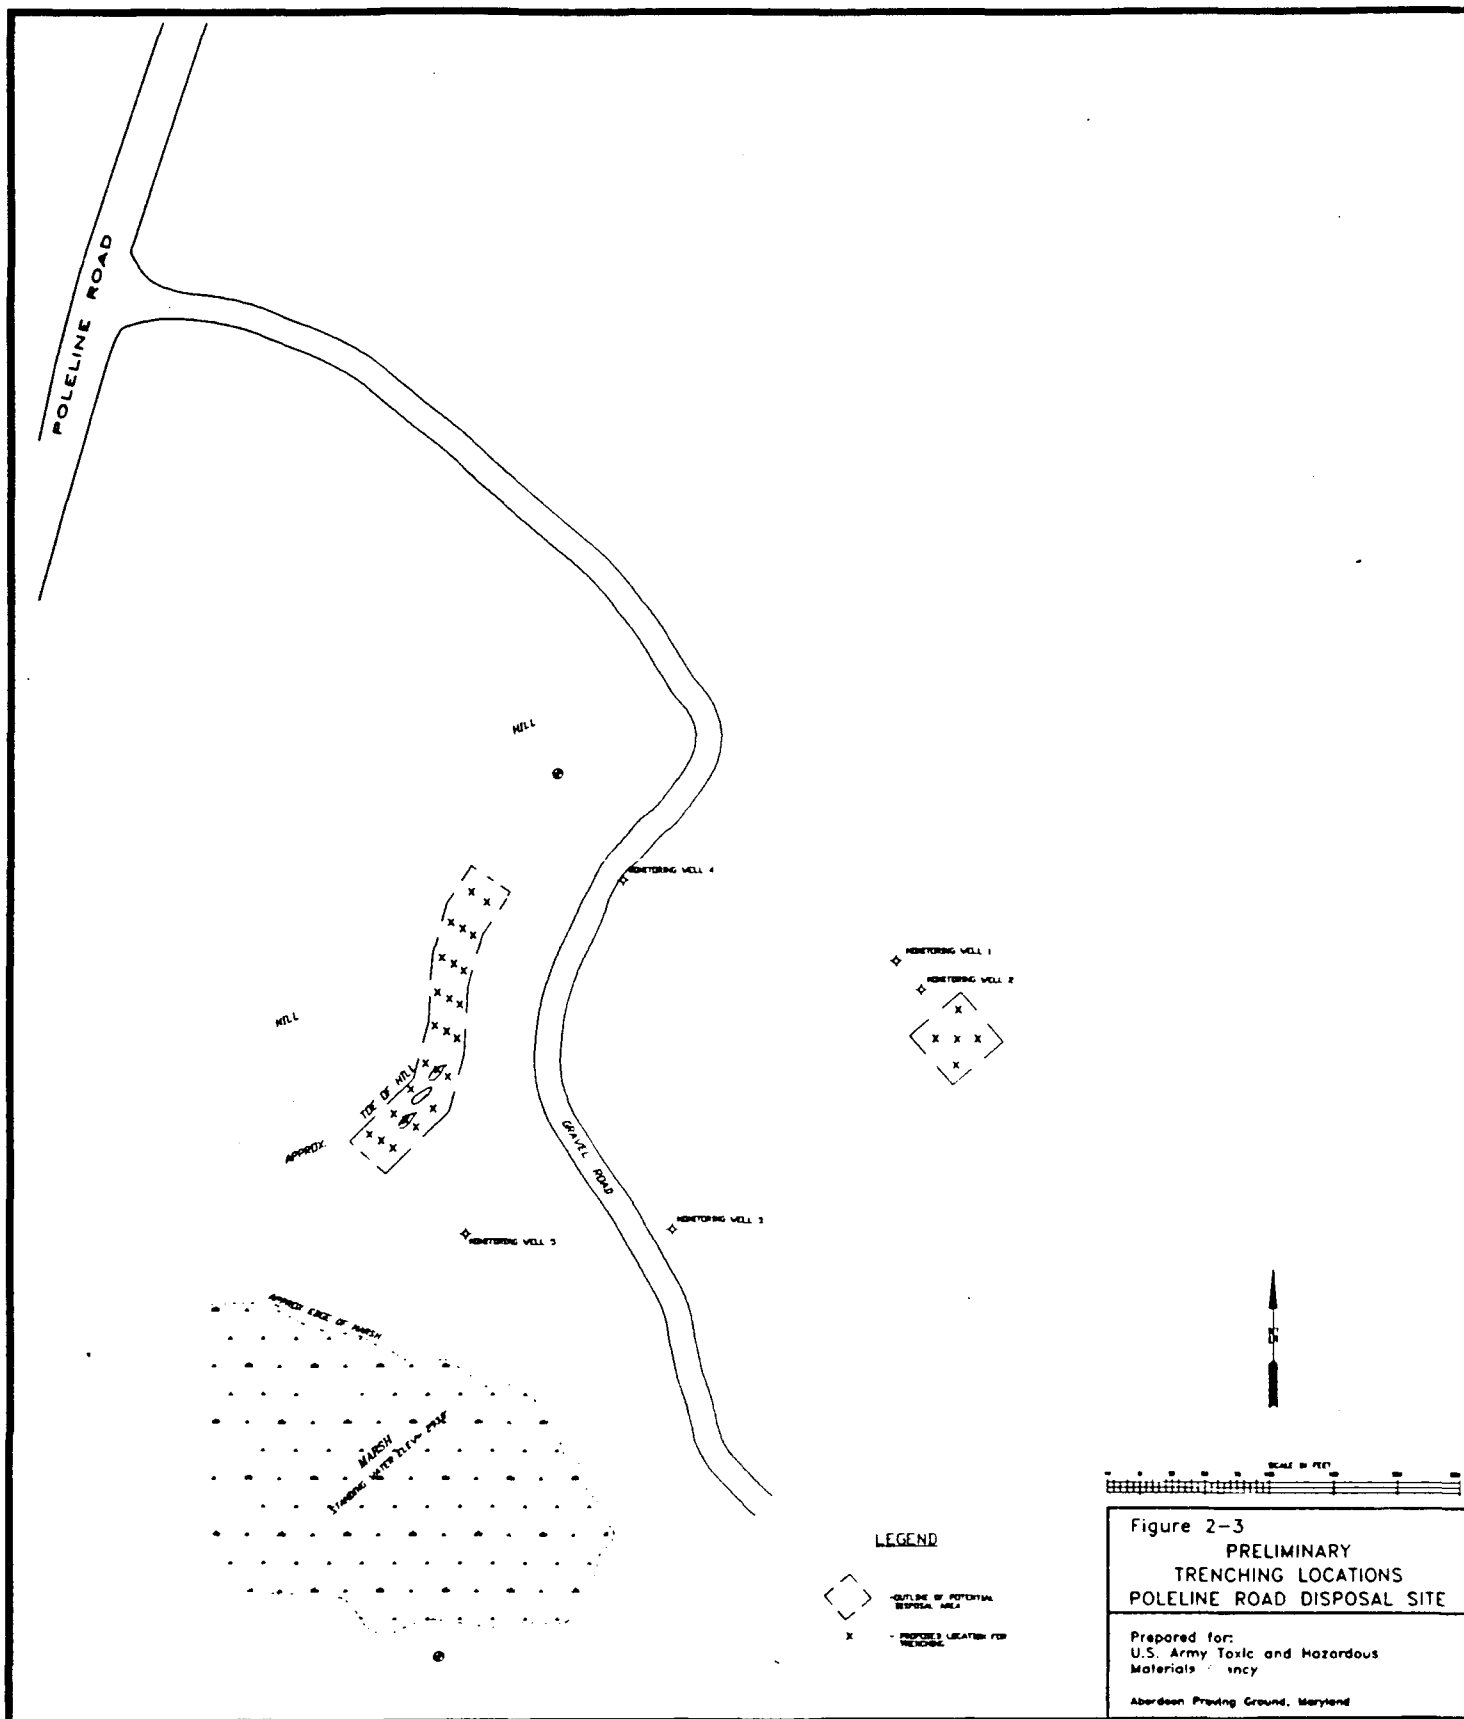 POLELINE ROAD
HILL
MONITORING WELL 4
MONITORING WELL 1
MONITORING WELL 2
HILL
APPROX. TOE OF HILL
GRAVEL ROAD
MONITORING WELL 3
MONITORING WELL 5
APPROX EDGE OF MARSH
MARSH
STANDING WATER ELEV
SCALE IN FEET
LEGEND
-OUTLINE OF POTENTIAL
DISPOSAL AREA
X - PROPOSED LOCATION FOR
TRENCHING
Figure 2-3
PRELIMINARY
TRENCHING LOCATIONS
POLELINE ROAD DISPOSAL SITE
Prepared for:
U.S. Army Toxic and Hazardous
Materials
Aberdeen Proving Ground, Maryland